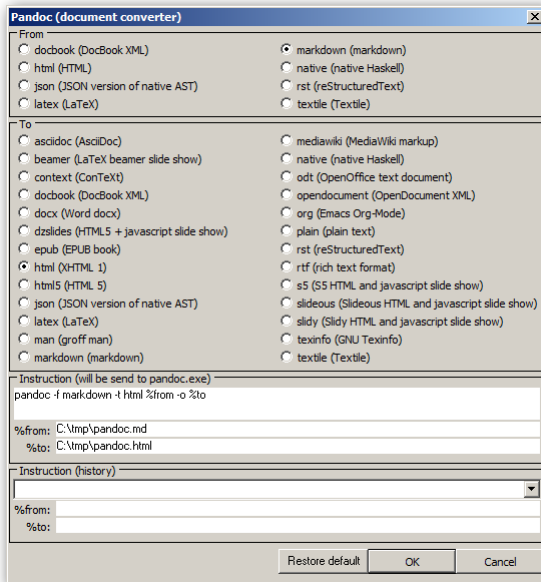 Pandoc (document converter)
From
docbook (DocBook XML)
markdown (markdown)
html (HTML)
native (native Haskell)
json (JSON version of native AST)
rst (reStructuredText)
latex (LaTeX)
textile (Textile)
To
asciidoc (AsciiDoc)
mediawiki (MediaWiki markup)
beamer (LaTeX beamer slide show)
native (native Haskell)
context (ConTeXt)
odt (OpenOffice text document)
docbook (DocBook XML)
opendocument (OpenDocument XML)
docx (Word docx)
org (Emacs Org-Mode)
dzslides (HTML5 + javascript slide show)
plain (plain text)
epub (EPUB book)
rst (reStructuredText)
html (XHTML 1)
rtf (rich text format)
html5 (HTML 5)
s5 (S5 HTML and javascript slide show)
json (JSON version of native AST)
slideous (Slideous HTML and javascript slide show)
latex (LaTeX)
slidy (Slidy HTML and javascript slide show)
man (groff man)
texinfo (GNU Texinfo)
markdown (markdown)
textile (Textile)
Instruction (will be send to pandoc.exe)
pandoc -f markdown -t html %from -o %to
%from: C:\tmp\pandoc.md
%to: C:\tmp\pandoc.html
Instruction (history)
%from:
%to:
Restore default OK Cancel